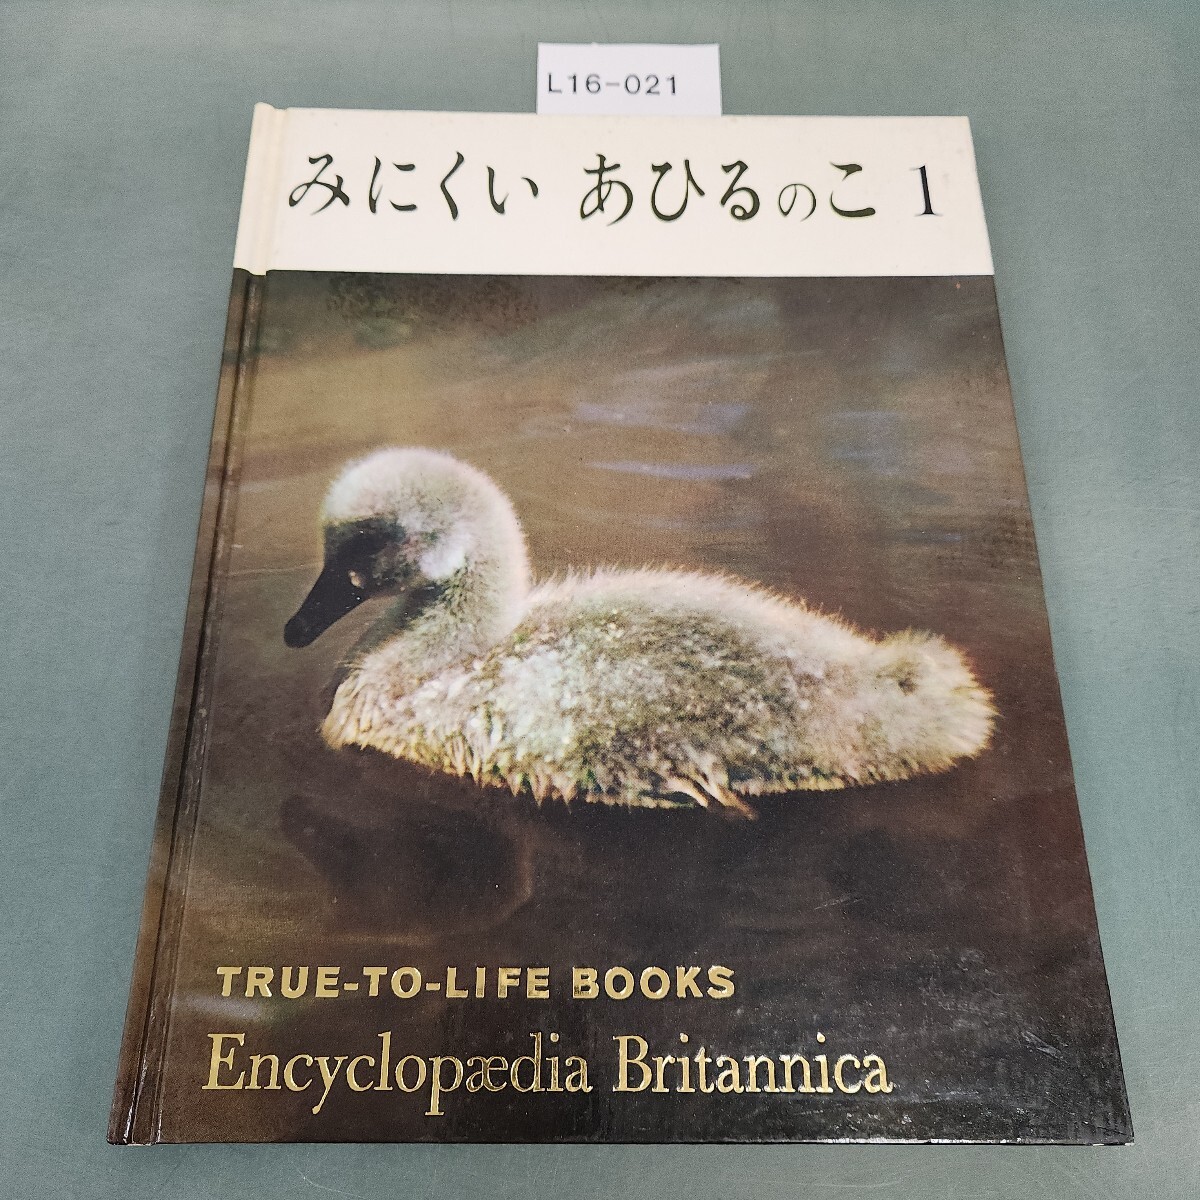 L16-021
みにくい あひるのこ 1
TRUE-TO-LIFE BOOKS
Encyclopædia Britannica